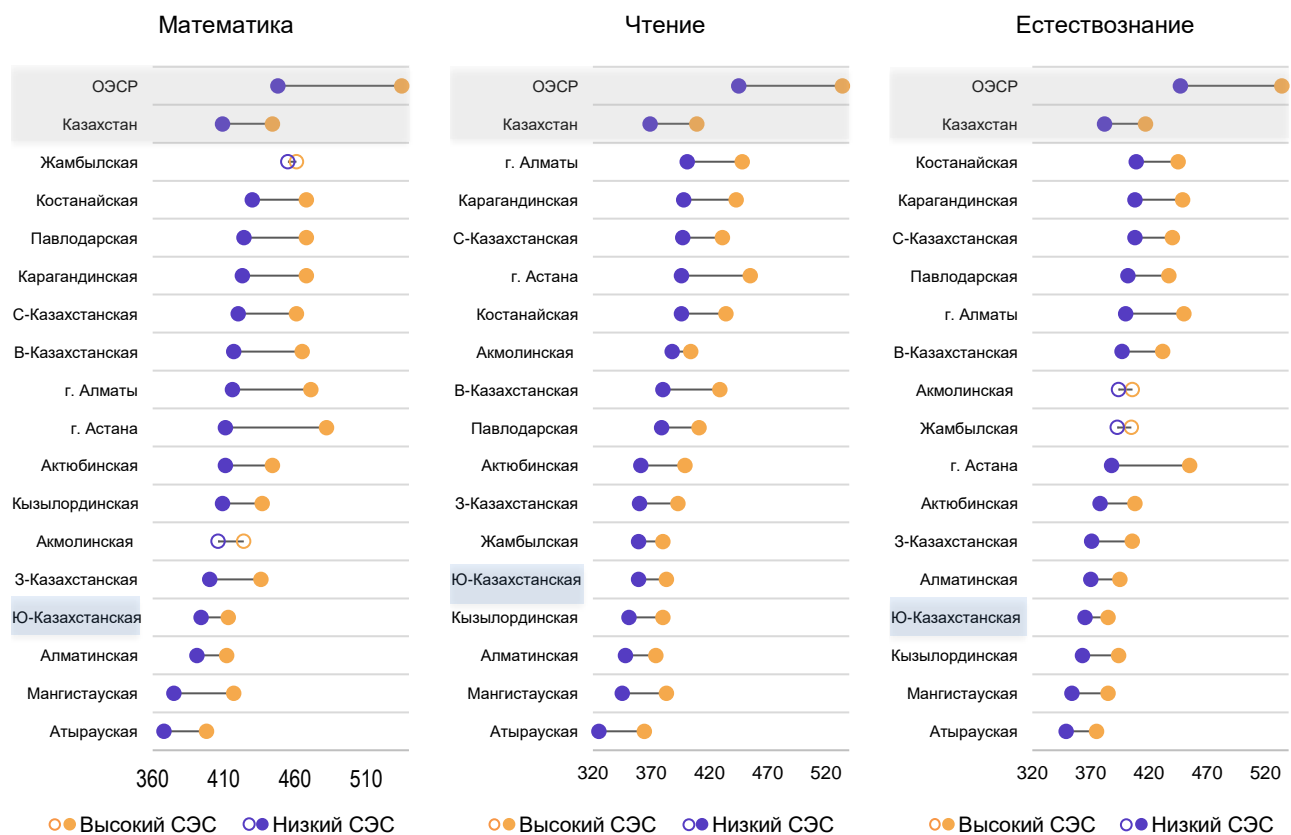 Математика
ОЭСР
Казахстан
Жамбылская
Костанайская
Павлодарская
Карагандинская
С-Казахстанская
В-Казахстанская
г. Алматы
г. Астана
Актюбинская
Кызылординская
Акмолинская
З-Казахстанская
Ю-Казахстанская
Алматинская
Мангистауская
Атырауская
360 410 460 510
Высокий СЭС Низкий СЭС
Чтение
ОЭСР
Казахстан
г. Алматы
Карагандинская
С-Казахстанская
г. Астана
Костанайская
Акмолинская
В-Казахстанская
Павлодарская
Актюбинская
З-Казахстанская
Жамбылская
Ю-Казахстанская
Кызылординская
Алматинская
Мангистауская
Атырауская
320 370 420 470 520
Высокий СЭС Низкий СЭС
Естествознание
ОЭСР
Казахстан
Костанайская
Карагандинская
С-Казахстанская
Павлодарская
г. Алматы
В-Казахстанская
Акмолинская
Жамбылская
г. Астана
Актюбинская
З-Казахстанская
Алматинская
Ю-Казахстанская
Кызылординская
Мангистауская
Атырауская
320 370 420 470 520
Высокий СЭС Низкий СЭС